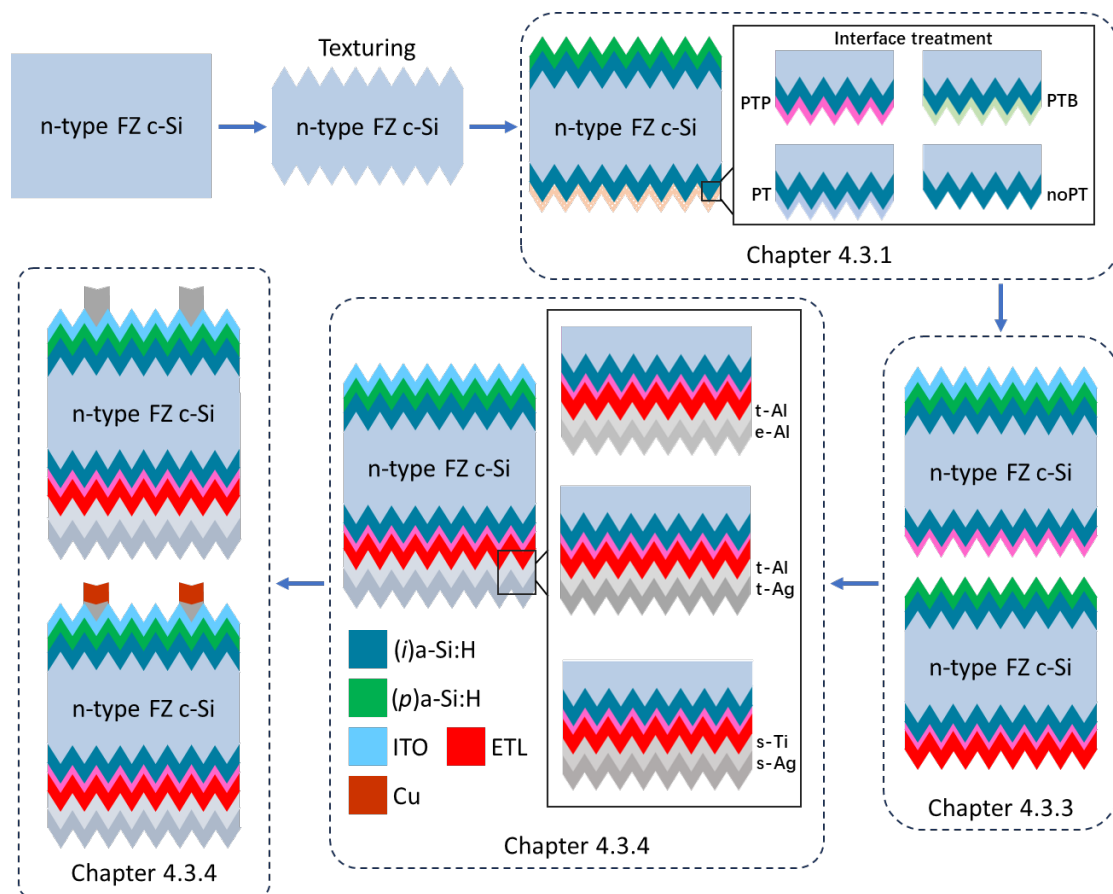 n-type FZ c-Si
Texturing
n-type FZ c-Si
n-type FZ c-Si
Interface treatment
PTP
PTB
PT
noPT
Chapter 4.3.1
n-type FZ c-Si
n-type FZ c-Si
Chapter 4.3.3
n-type FZ c-Si
t-Al
e-Al
t-Al
t-Ag
s-Ti
s-Ag
(i)a-Si:H
(p)a-Si:H
ITO
ETL
Cu
Chapter 4.3.4
n-type FZ c-Si
n-type FZ c-Si
Chapter 4.3.4